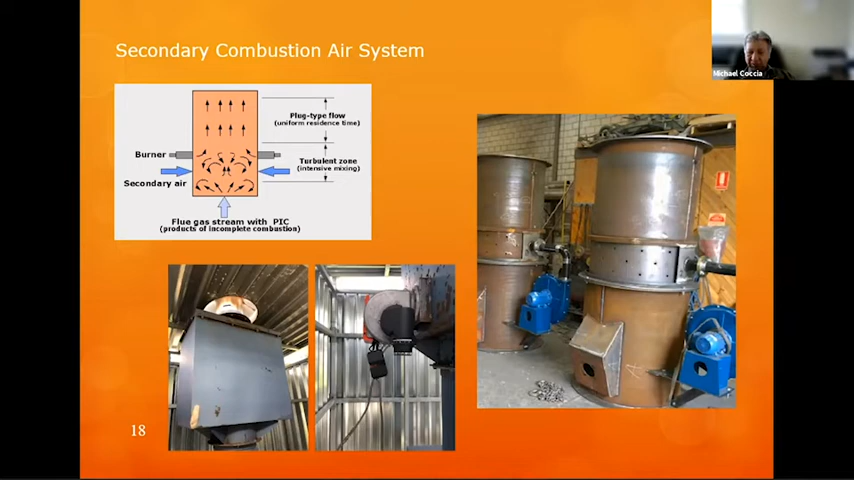 Secondary Combustion Air System
Michael Coccia
Plug-type flow
(uniform residence time)
Burner
Turbulent zone
(intensive mixing)
Secondary air
Flue gas stream with PIC
(products of incomplete combustion)
18